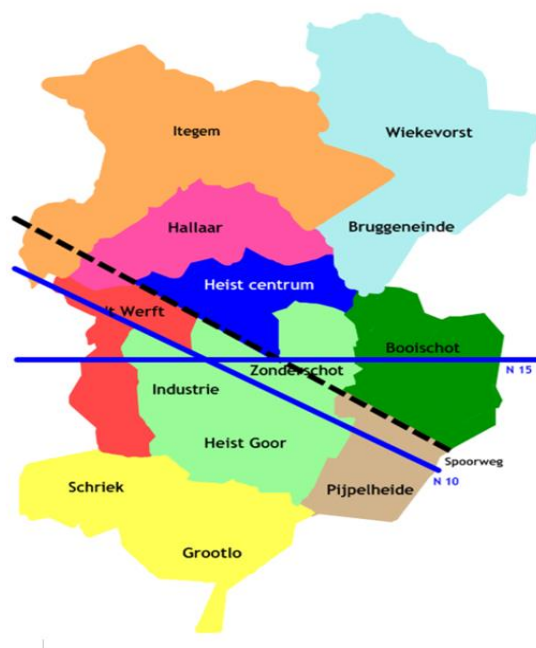 Itegem
Wiekevorst
Hallaar
Bruggeneinde
Heist centrum
't Werft
Booischot
Zonderschot
N 15
Industrie
Heist Goor
Spoorweg
N 10
Schriek
Pijpelheide
Grootlo